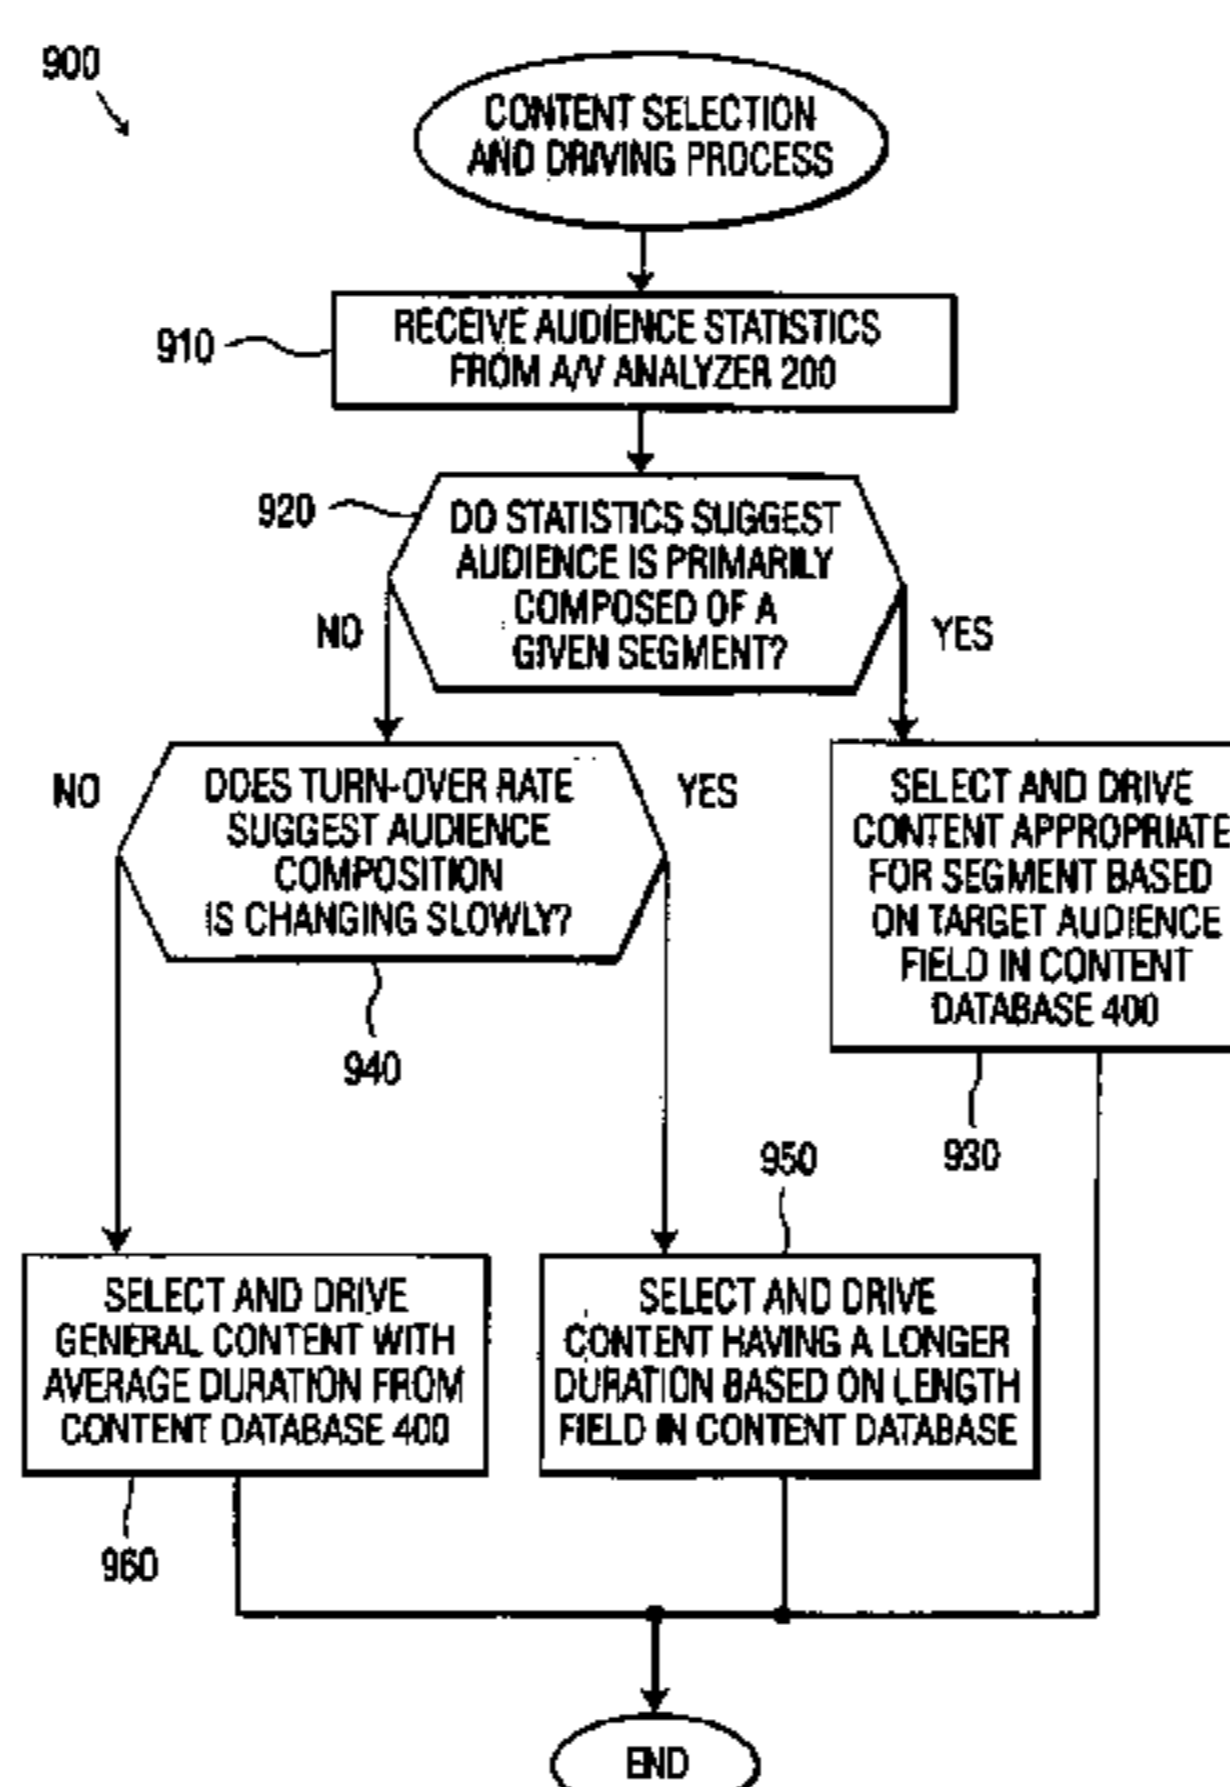 900
CONTENT SELECTION
AND DRIVING PROCESS
910
RECEIVE AUDIENCE STATISTICS
FROM A/V ANALYZER 200
920
DO STATISTICS SUGGEST
AUDIENCE IS PRIMARILY
COMPOSED OF A
GIVEN SEGMENT?
NO
YES
NO
DOES TURN-OVER RATE
SUGGEST AUDIENCE
COMPOSITION
IS CHANGING SLOWLY?
YES
940
SELECT AND DRIVE
CONTENT APPROPRIATE
FOR SEGMENT BASED
ON TARGET AUDIENCE
FIELD IN CONTENT
DATABASE 400
930
950
SELECT AND DRIVE
GENERAL CONTENT WITH
AVERAGE DURATION FROM
CONTENT DATABASE 400
960
SELECT AND DRIVE
CONTENT HAVING A LONGER
DURATION BASED ON LENGTH
FIELD IN CONTENT DATABASE
END